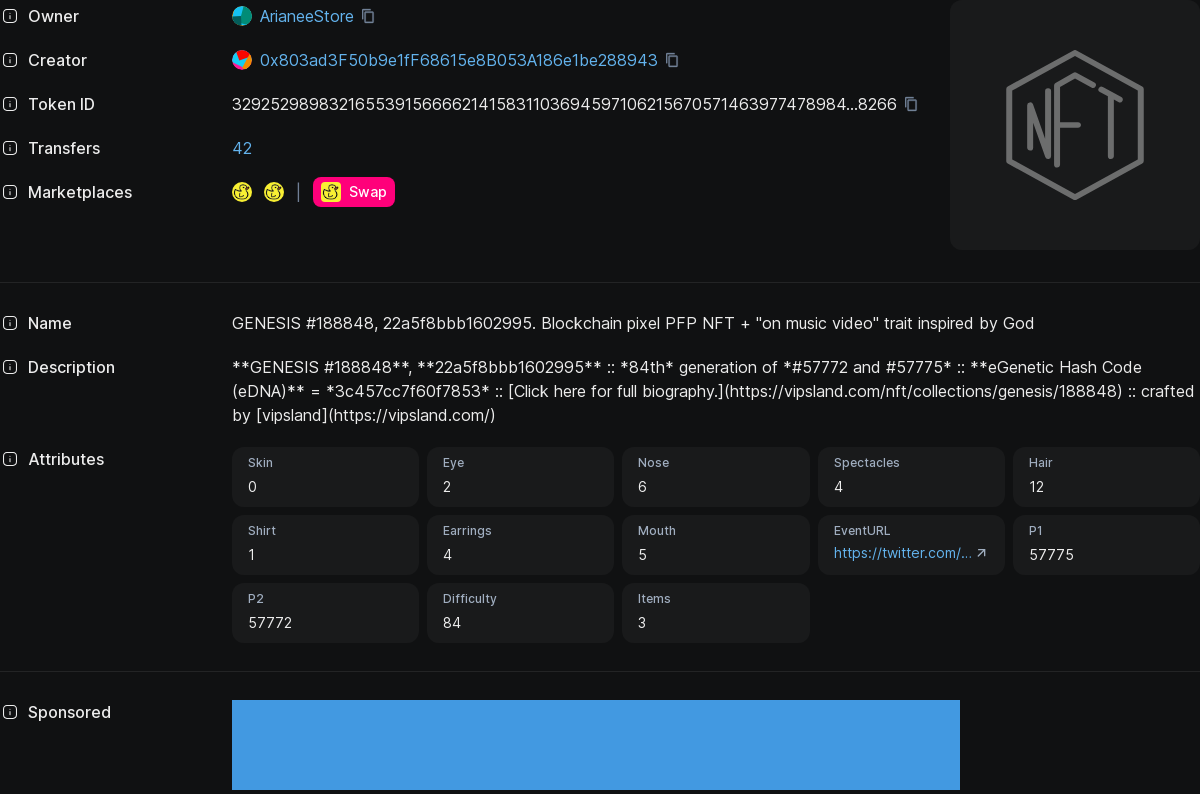 Owner
ArianeeStore
Creator
0x803ad3F50b9e1fF68615e8B053A186e1be288943
Token ID
32925298983216553915666621415831103694597106215670571463977478984...8266
Transfers
42
Marketplaces
Swap
NFT
Name
GENESIS #188848, 22a5f8bbb1602995. Blockchain pixel PFP NFT + "on music video" trait inspired by God
Description
**GENESIS #188848**, **22a5f8bbb1602995** :: *84th* generation of *#57772 and #57775* :: **eGenetic Hash Code
(eDNA)** = *3c457cc7f60f7853* :: [Click here for full biography.](https://vipsland.com/nft/collections/genesis/188848) :: crafted
by [vipsland](https://vipsland.com/)
Attributes
Skin
0
Eye
2
Nose
6
Spectacles
4
Hair
12
Shirt
1
Earrings
4
Mouth
5
EventURL
https://twitter.com/...
P1
57775
P2
57772
Difficulty
84
Items
3
Sponsored